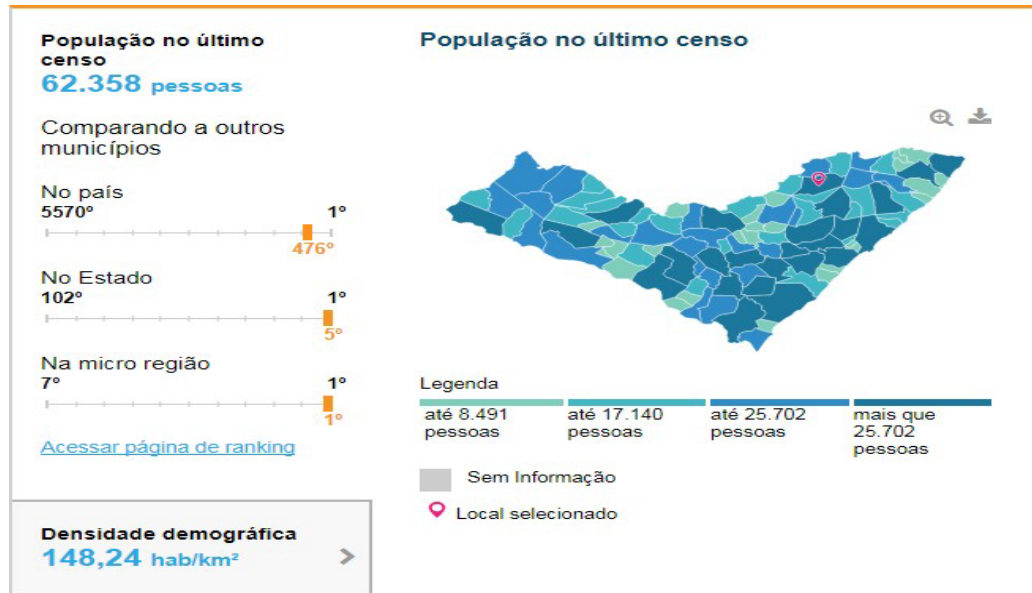 População no último
censo
62.358 pessoas
Comparando a outros
municípios
No país
5570º 1º
476º
No Estado
102º 1º
5º
Na micro região
7º 1º
1º
Acessar página de ranking
Densidade demográfica
148,24 hab/km²
>
População no último censo
Legenda
até 8.491
pessoas
até 17.140
pessoas
até 25.702
pessoas
mais que
25.702
pessoas
Sem Informação
Local selecionado